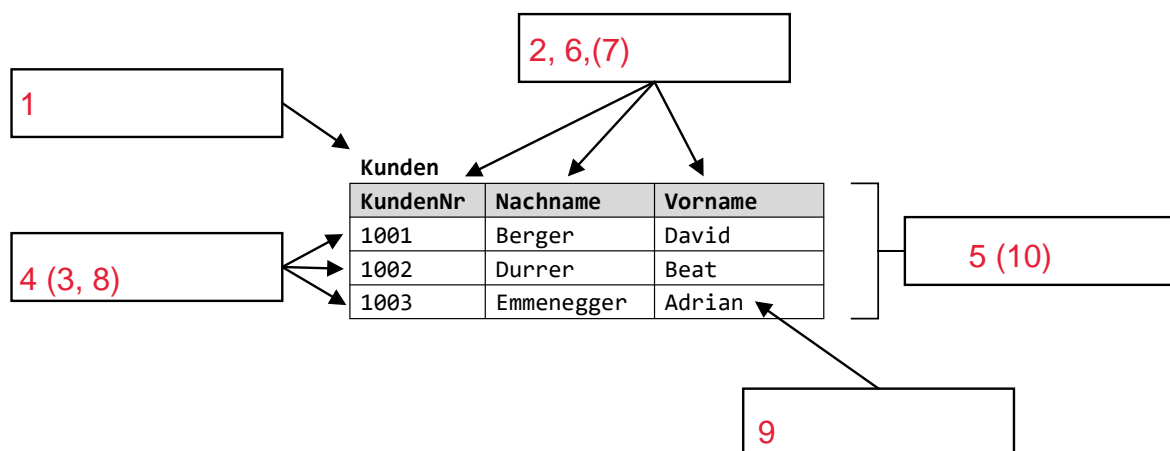 2, 6,(7)
1
Kunden
KundenNr Nachname Vorname
1001 Berger David
1002 Durrer Beat
1003 Emmenegger Adrian
4 (3, 8)
5 (10)
9